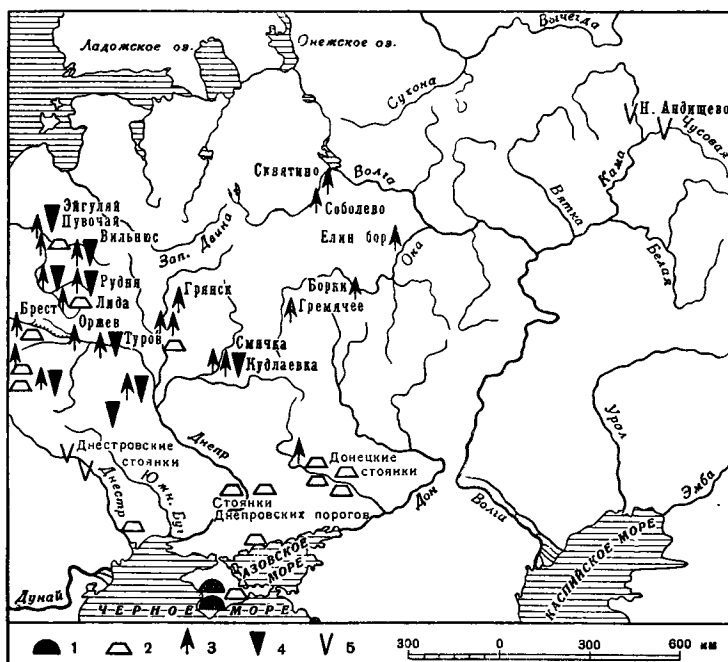 Ладожское оз.
Онежское оз.
Вычегда
Сухона
Н. Адищево
Чусовая
Кама
Вятка
Белая
Сквятино
Волга
Соболево
Елин бор
Ока
Зап. Двина
Эйгуляй
Пувочай
Вильнюс
Рудня
Лида
Грянск
Борки
Гремячее
Брест
Оржев
Туров
Смячка
Кудлаевка
Днепр
Днестровские
стоянки
Днестр
Южн. Буг
Донецкие
стоянки
Дон
Стоянки
Днепровских порогов
Урал
Эмба
Волга
АЗОВСКОЕ
МОРЕ
КАСПИЙСКОЕ МОРЕ
Дунай
ЧЕРНОЕ МОРЕ
1 2 3 4 5 300 0 300 600 км